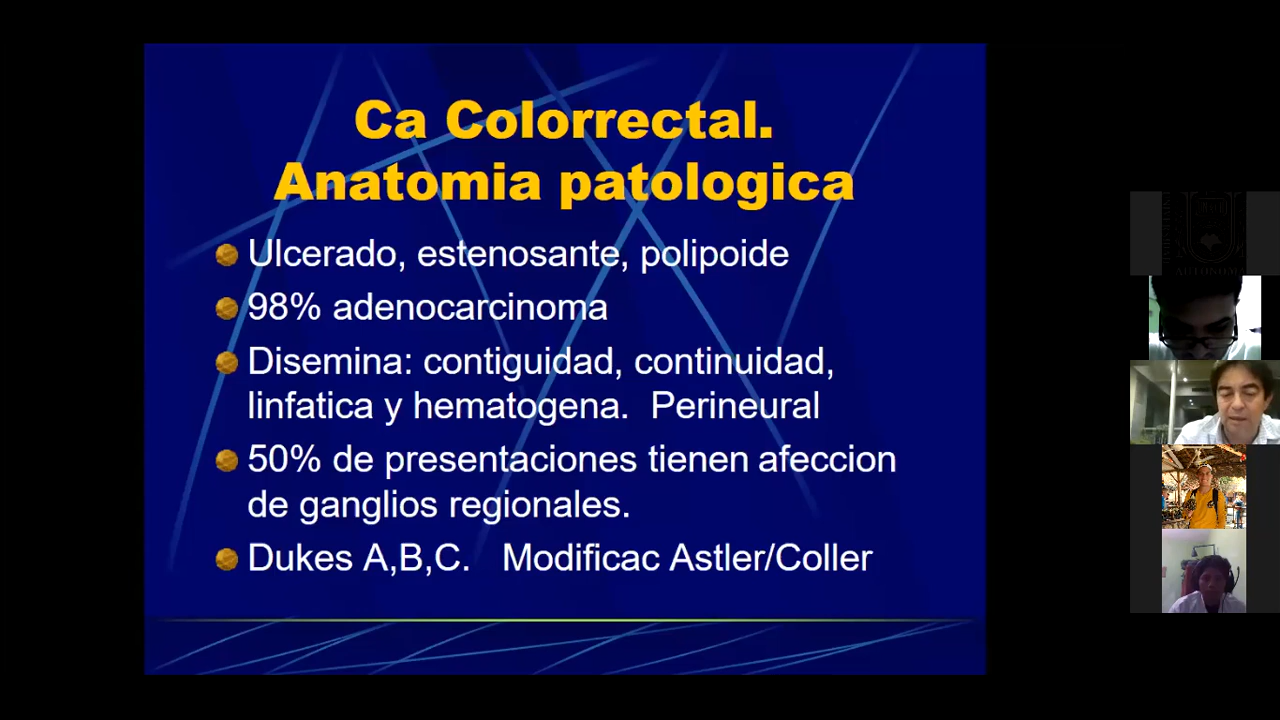 Ca Colorrectal.
Anatomia patologica
Ulcerado, estenosante, polipoide
98% adenocarcinoma
Disemina: contiguidad, continuidad,
linfatica y hematogena. Perineural
50% de presentaciones tienen afeccion
de ganglios regionales.
Dukes A,B,C. Modificac Astler/Coller